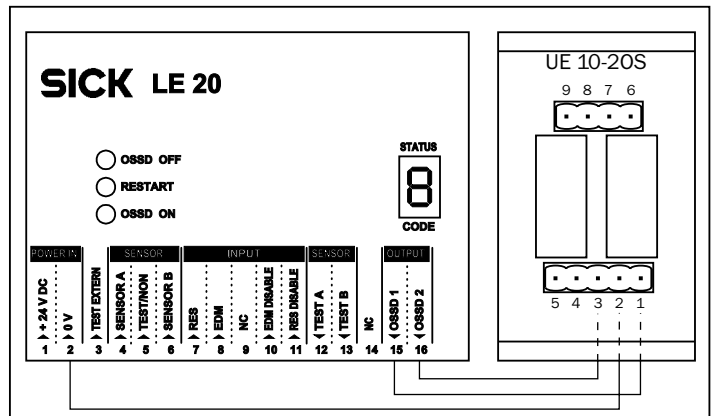 SICK LE 20
OSSD OFF
RESTART
OSSD ON
STATUS
8
CODE
POWER IN
SENSOR
INPUT
SENSOR
OUTPUT
+ 24 V DC
0 V
TEST EXTERN
SENSOR A
TEST/NON
SENSOR B
RES
EDM
NC
EDM DISABLE
RES DISABLE
TEST A
TEST B
NC
OSSD 1
OSSD 2
1 2 3 4 5 6 7 8 9 10 11 12 13 14 15 16
UE 10-20S
9 8 7 6
5 4 3 2 1